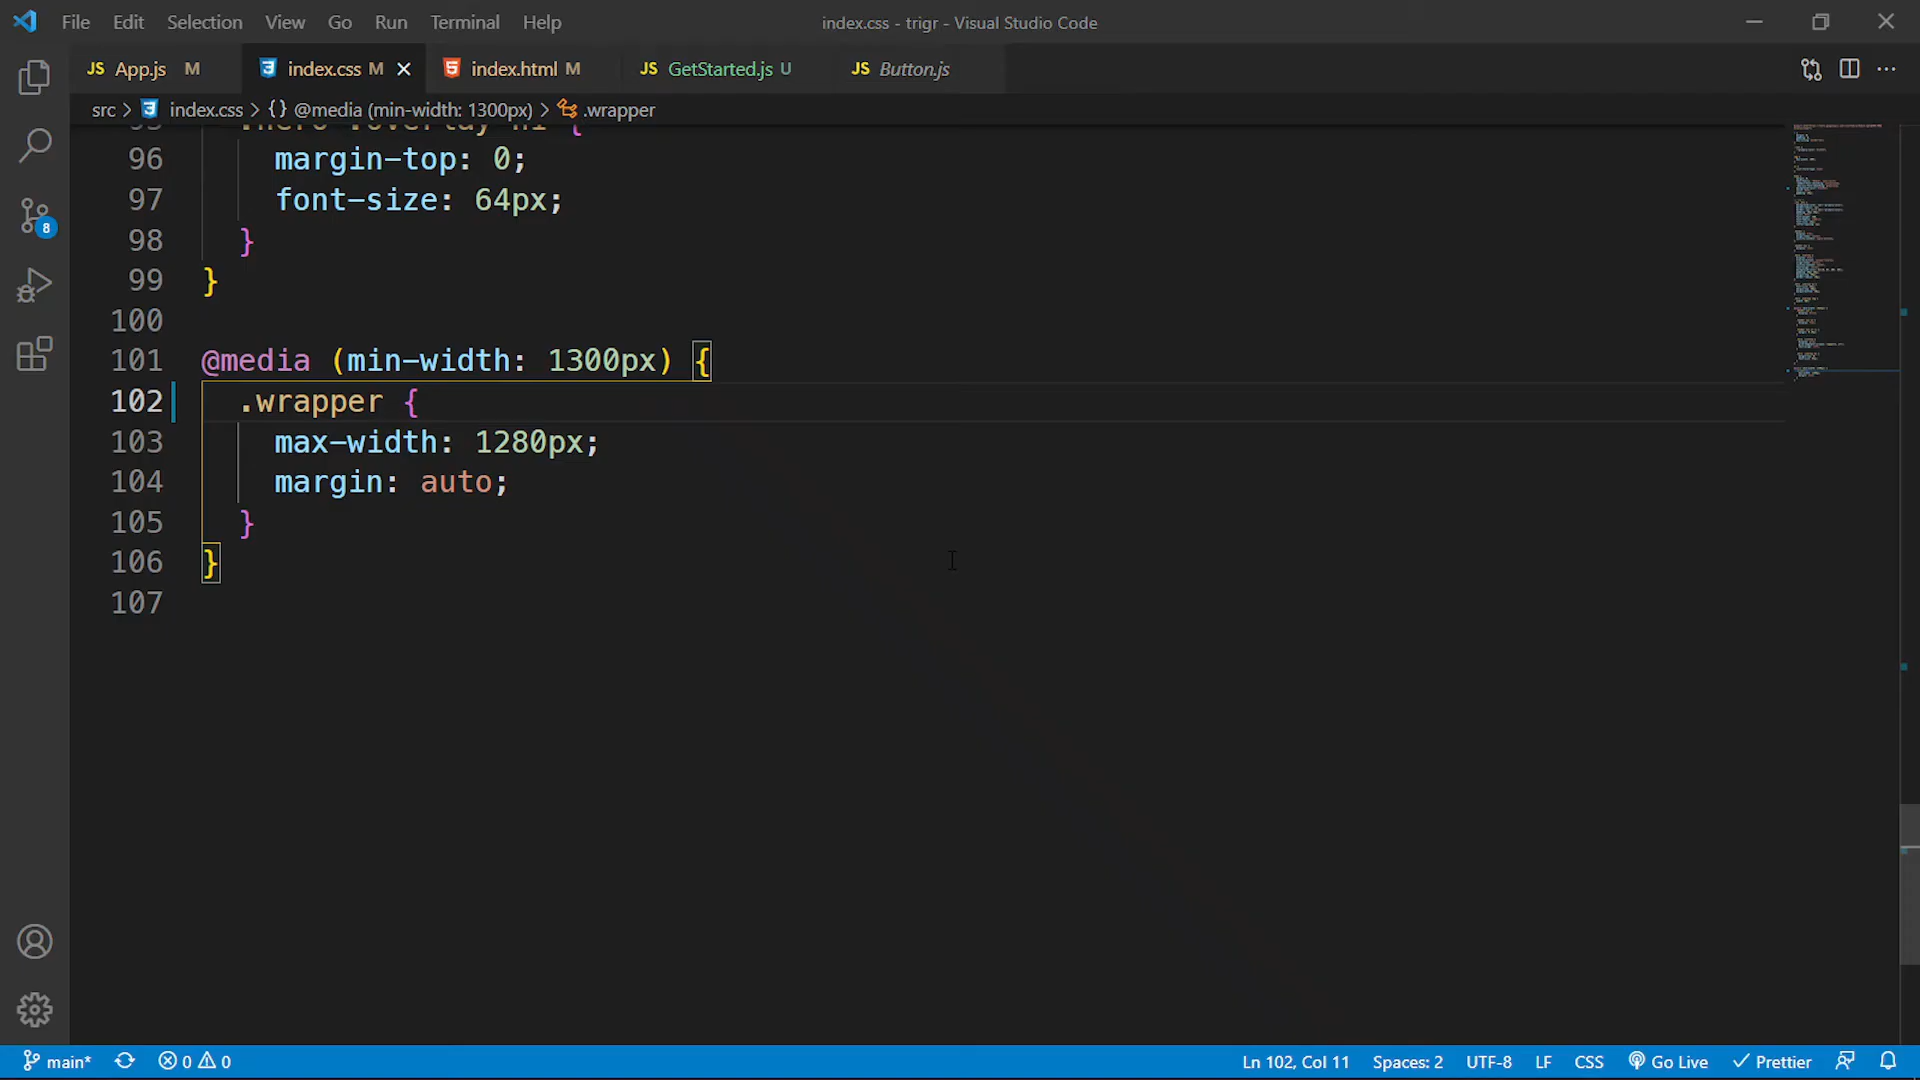 File Edit Selection View Go Run Terminal Help index.css - trigr - Visual Studio Code
JS App.js M index.css M index.html M JS GetStarted.js U JS Button.js
src > index.css > {} @media (min-width: 1300px) > .wrapper
96 margin-top: 0;
97 font-size: 64px;
98 }
99 }
100
101 @media (min-width: 1300px) {
102 .wrapper {
103 max-width: 1280px;
104 margin: auto;
105 }
106 }
107
8
main* 0 0 Ln 102, Col 11 Spaces: 2 UTF-8 LF CSS Go Live Prettier